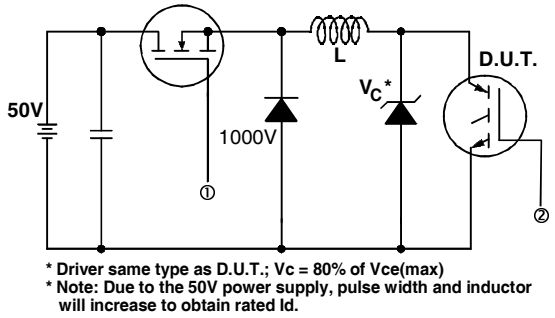 50V
1000V
L
V_C*
D.U.T.
①
②
* Driver same type as D.U.T.; Vc = 80% of Vce(max)
* Note: Due to the 50V power supply, pulse width and inductor
will increase to obtain rated Id.